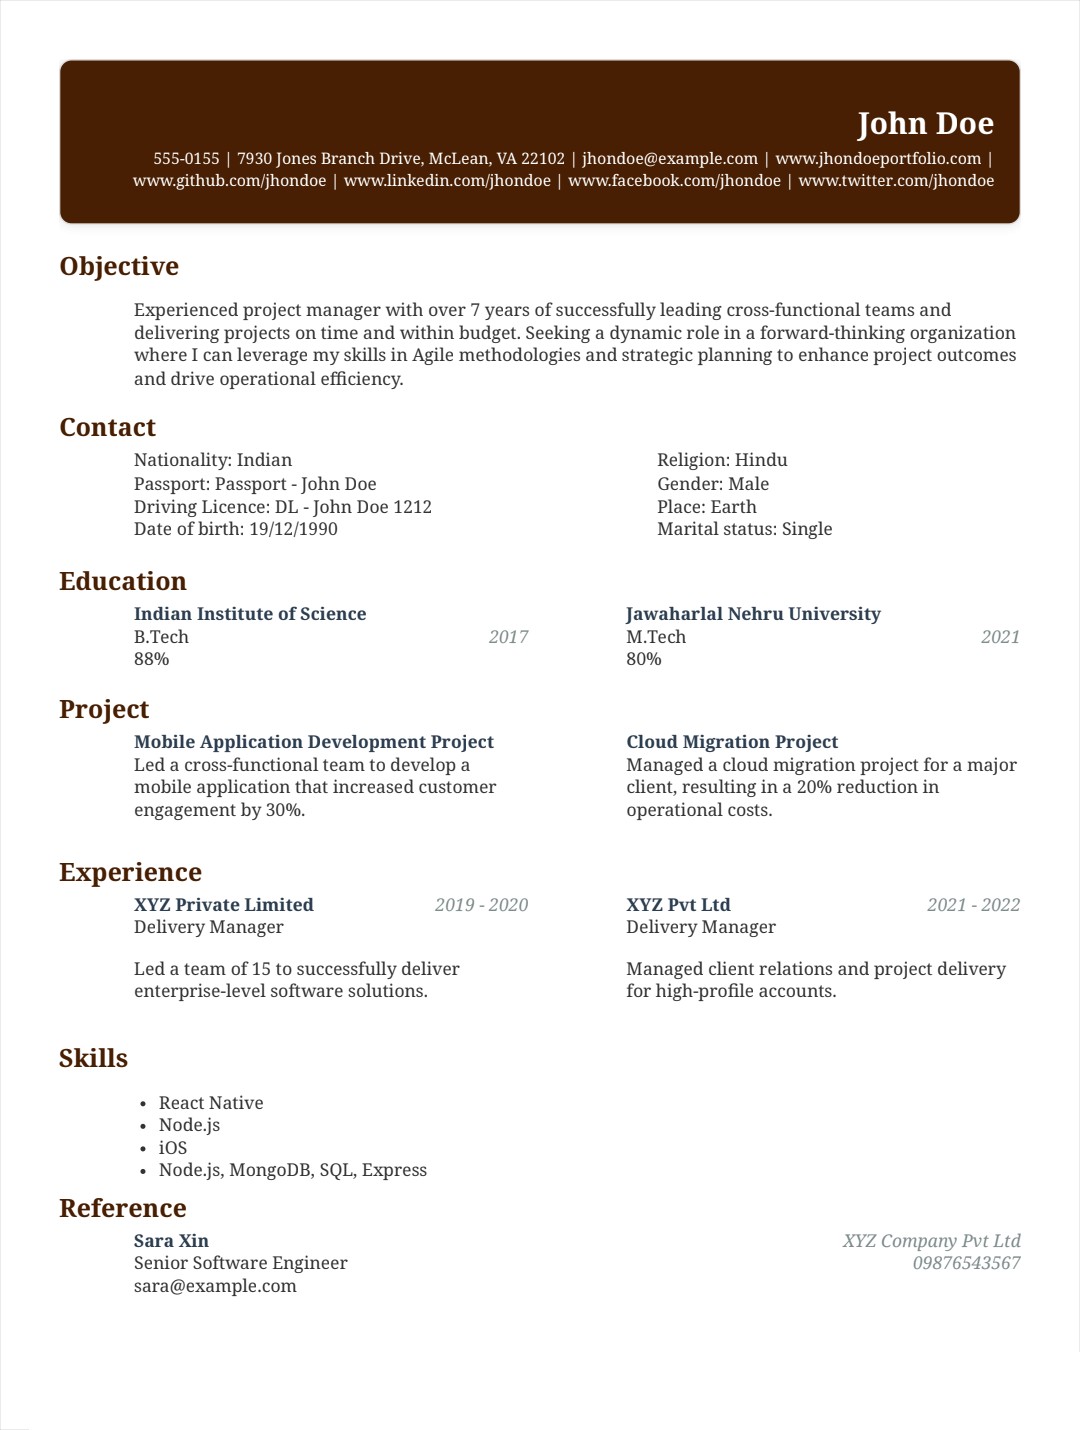 John Doe
555-0155 | 7930 Jones Branch Drive, McLean, VA 22102 | jhondoe@example.com | www.jhondoeportfolio.com |
www.github.com/jhondoe | www.linkedin.com/jhondoe | www.facebook.com/jhondoe | www.twitter.com/jhondoe
Objective
Experienced project manager with over 7 years of successfully leading cross-functional teams and
delivering projects on time and within budget. Seeking a dynamic role in a forward-thinking organization
where I can leverage my skills in Agile methodologies and strategic planning to enhance project outcomes
and drive operational efficiency.
Contact
Nationality: Indian
Passport: Passport - John Doe
Driving Licence: DL - John Doe 1212
Date of birth: 19/12/1990
Religion: Hindu
Gender: Male
Place: Earth
Marital status: Single
Education
Indian Institute of Science
B.Tech 2017
88%
Jawaharlal Nehru University
M.Tech 2021
80%
Project
Mobile Application Development Project
Led a cross-functional team to develop a
mobile application that increased customer
engagement by 30%.
Cloud Migration Project
Managed a cloud migration project for a major
client, resulting in a 20% reduction in
operational costs.
Experience
XYZ Private Limited 2019 - 2020
Delivery Manager
Led a team of 15 to successfully deliver
enterprise-level software solutions.
XYZ Pvt Ltd 2021 - 2022
Delivery Manager
Managed client relations and project delivery
for high-profile accounts.
Skills
• React Native
• Node.js
• iOS
• Node.js, MongoDB, SQL, Express
Reference
Sara Xin XYZ Company Pvt Ltd
Senior Software Engineer 09876543567
sara@example.com